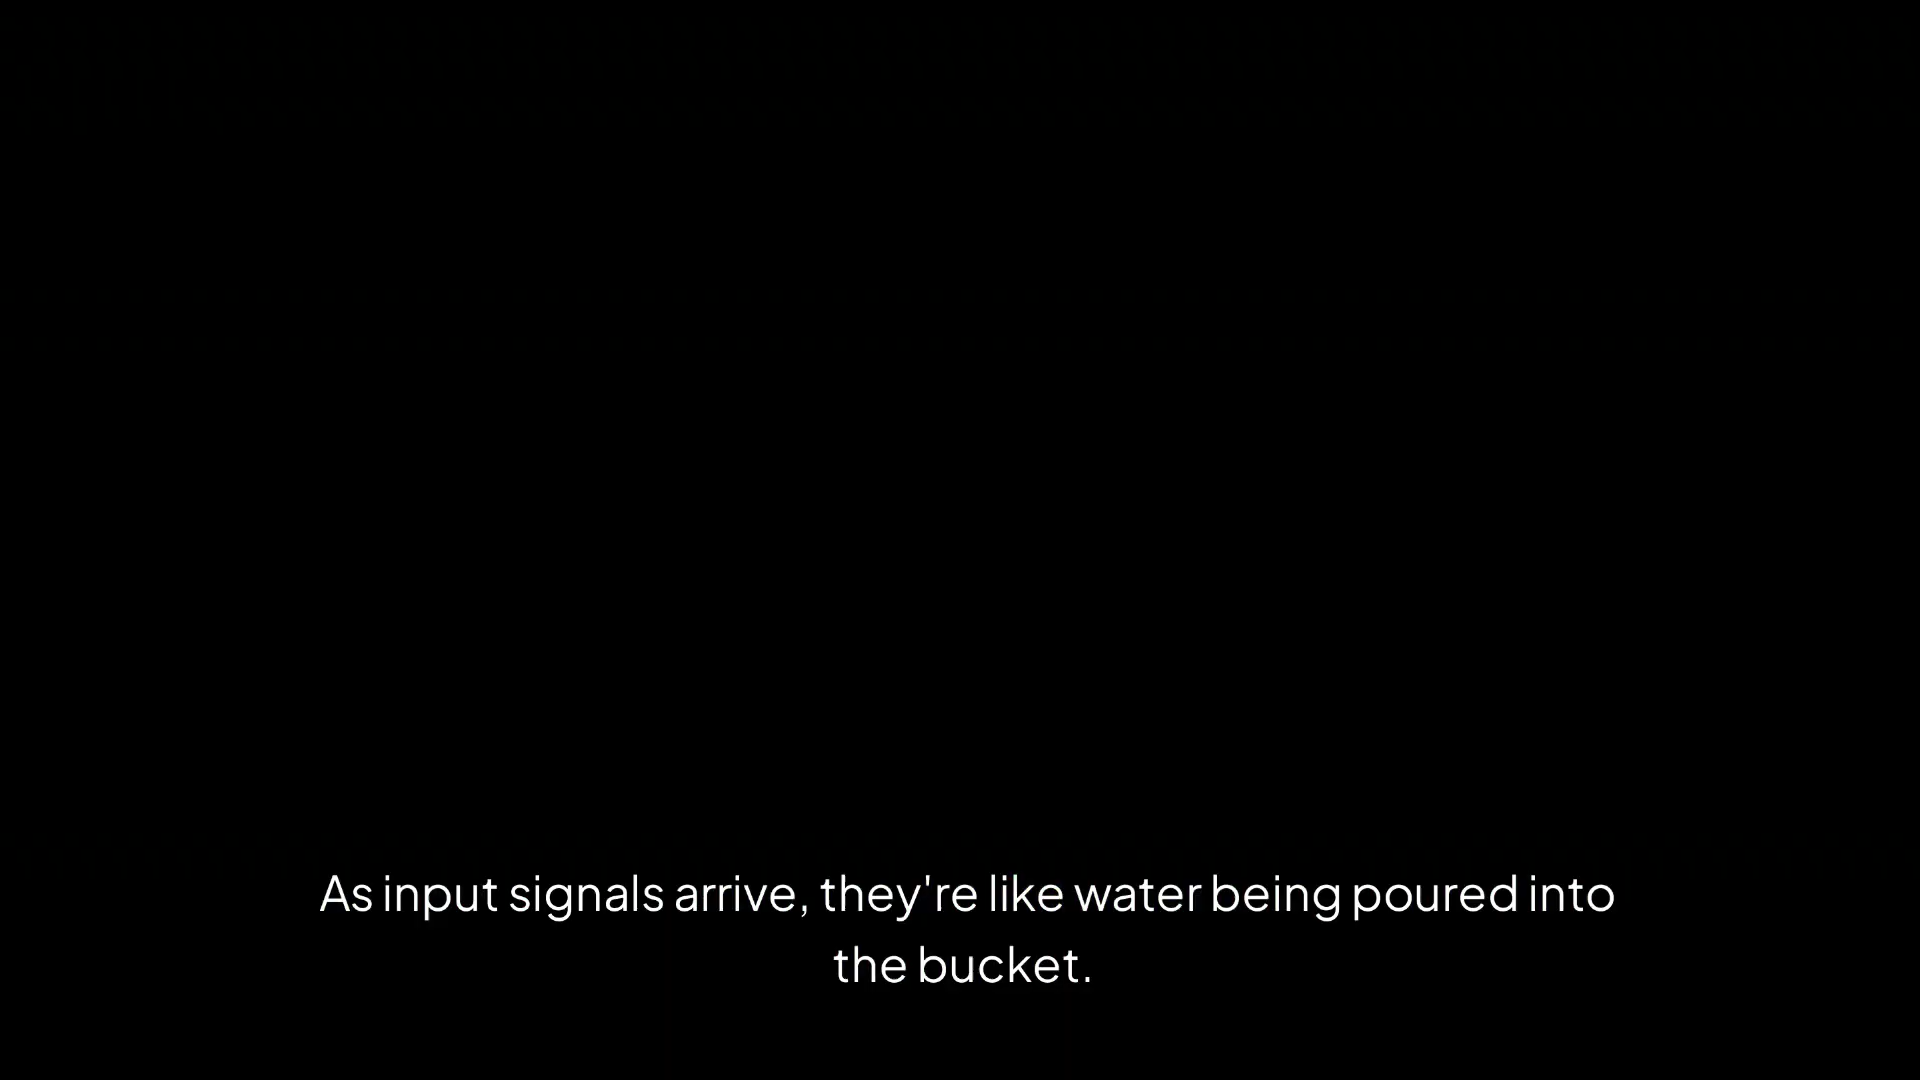 As input signals arrive, they're like water being poured into
the bucket.